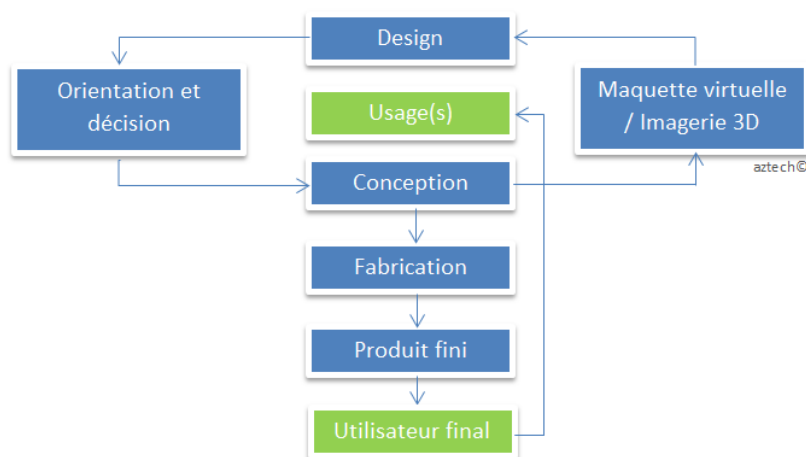 Design
Orientation et
décision
Usage(s)
Maquette virtuelle
/ Imagerie 3D
aztech©
Conception
Fabrication
Produit fini
Utilisateur final